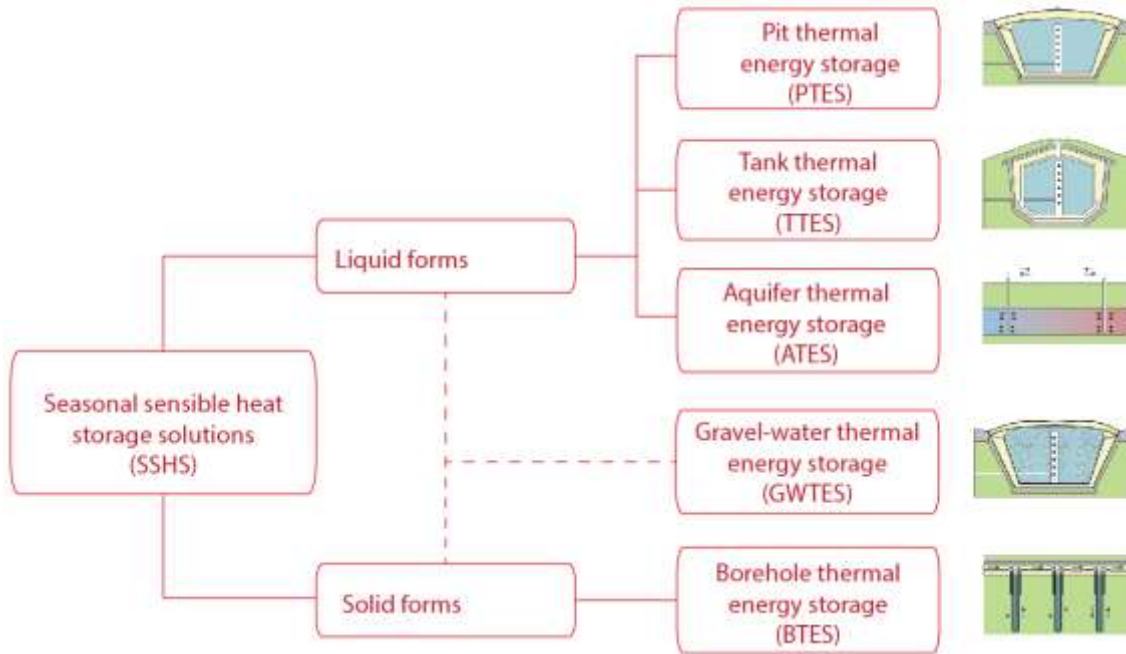 Pit thermal
energy storage
(PTES)
Tank thermal
energy storage
(TTES)
Liquid forms
Aquifer thermal
energy storage
(ATES)
Seasonal sensible heat
storage solutions
(SSHS)
Gravel-water thermal
energy storage
(GWTES)
Solid forms
Borehole thermal
energy storage
(BTES)